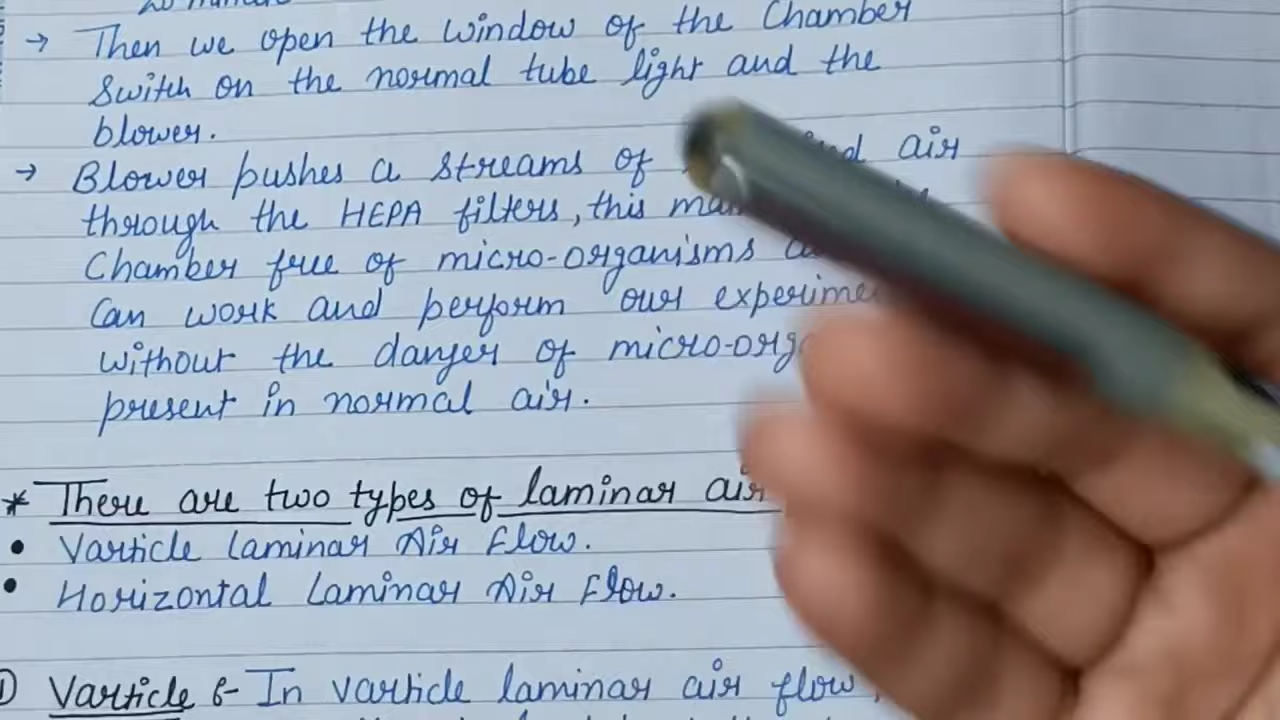 → Then we open the window of the Chamber
Switch on the normal tube light and the
blower.
→ Blower pushes a streams of air
through the HEPA filters, this
Chamber free of micro-organisms
Can work and perform our
without the danger of
present in normal air.
* There are two types of laminar air
• Varticle Laminar Air Flow.
• Horizontal Laminar Air Flow.
① Varticle :- In varticle laminar air flow,